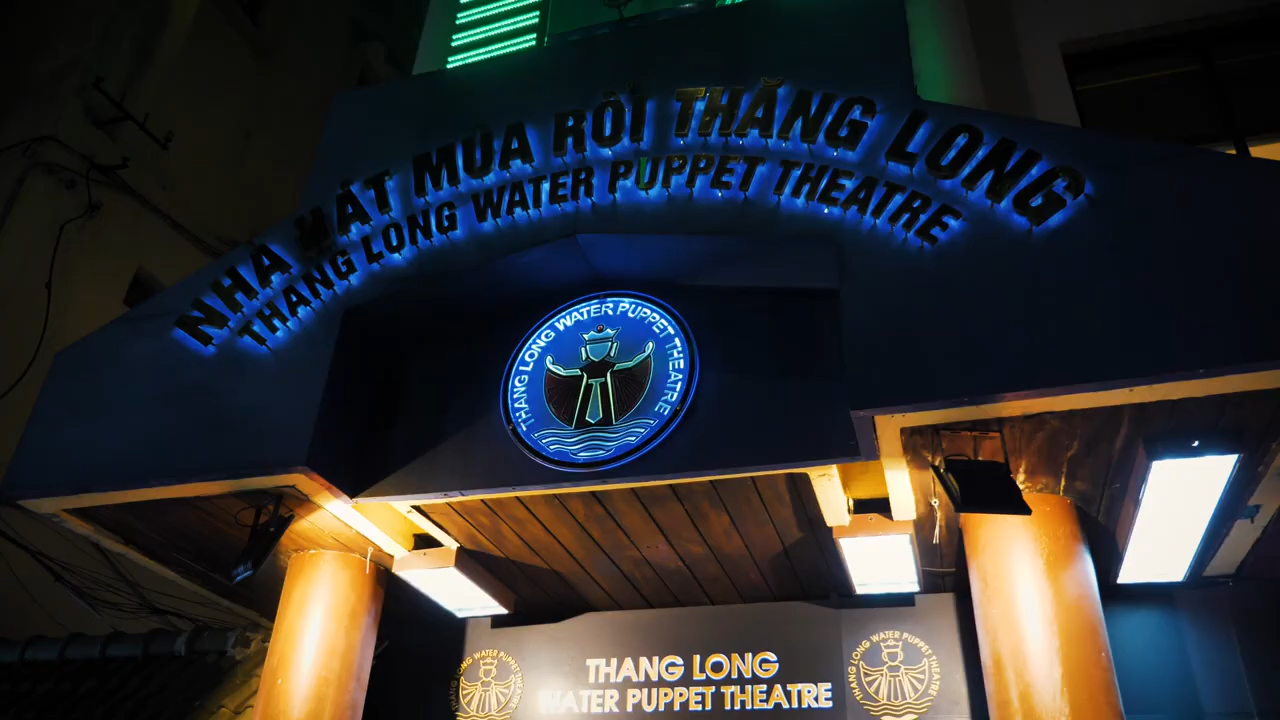 NHÀ HÁT MÚA RỐI THĂNG LONG
THANG LONG WATER PUPPET THEATRE
THANG LONG WATER PUPPET THEATRE
THANG LONG WATER PUPPET THEATRE
THANG LONG
WATER PUPPET THEATRE
THANG LONG WATER PUPPET THEATRE